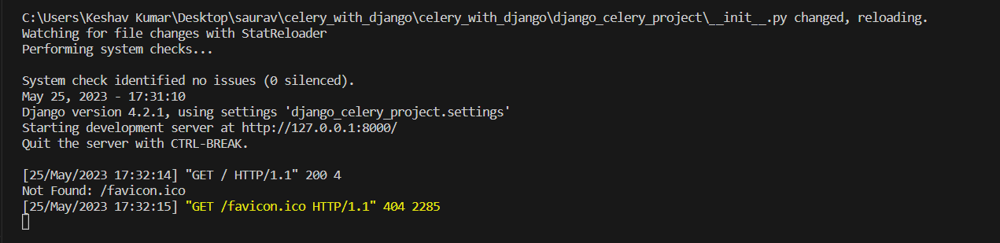 C:\Users\Keshav Kumar\Desktop\saurav\celery_with_django\celery_with_django\django_celery_project\__init__.py changed, reloading.
Watching for file changes with StatReloader
Performing system checks...
System check identified no issues (0 silenced).
May 25, 2023 - 17:31:10
Django version 4.2.1, using settings 'django_celery_project.settings'
Starting development server at http://127.0.0.1:8000/
Quit the server with CTRL-BREAK.
[25/May/2023 17:32:14] "GET / HTTP/1.1" 200 4
Not Found: /favicon.ico
[25/May/2023 17:32:15] "GET /favicon.ico HTTP/1.1" 404 2285